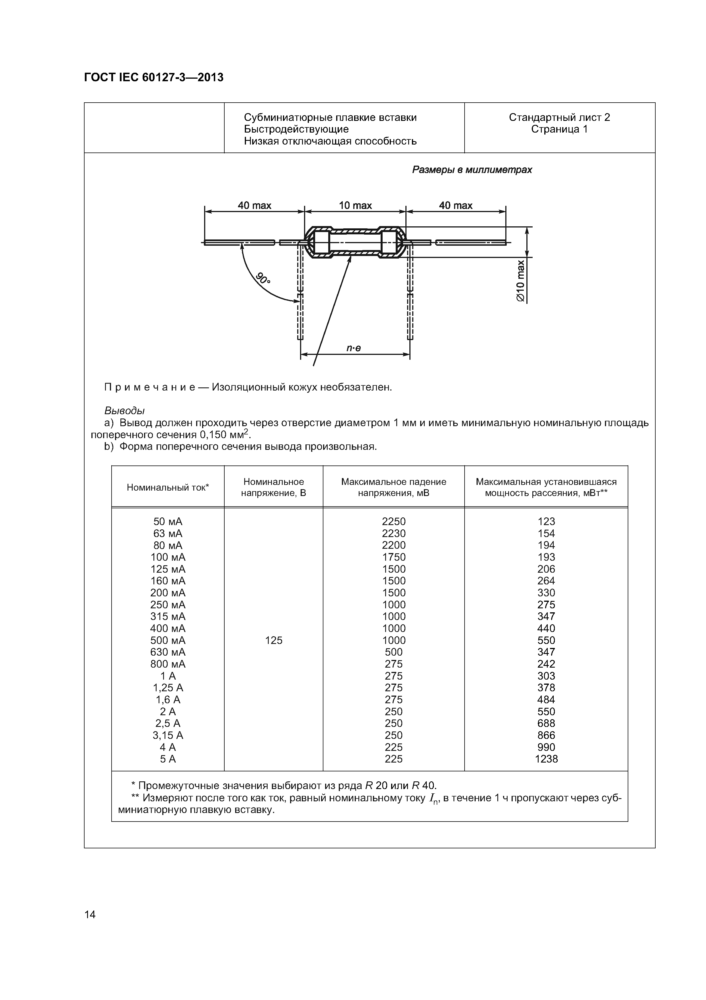 ГОСТ IEC 60127-3—2013
Субминиатюрные плавкие вставки
Быстродействующие
Низкая отключающая способность
Стандартный лист 2
Страница 1
Размеры в миллиметрах
40 max 10 max 40 max
90°
Ø10 max
n·e
Примечание — Изоляционный кожух необязателен.
Выводы
a) Вывод должен проходить через отверстие диаметром 1 мм и иметь минимальную номинальную площадь
поперечного сечения 0,150 мм².
b) Форма поперечного сечения вывода произвольная.
Номинальный ток*
Номинальное
напряжение, В
Максимальное падение
напряжения, мВ
Максимальная установившаяся
мощность рассеяния, мВт**
50 мА 2250 123
63 мА 2230 154
80 мА 2200 194
100 мА 1750 193
125 мА 1500 206
160 мА 1500 264
200 мА 1500 330
250 мА 1000 275
315 мА 1000 347
400 мА 1000 440
500 мА 125 1000 550
630 мА 500 347
800 мА 275 242
1 А 275 303
1,25 А 275 378
1,6 А 275 484
2 А 250 550
2,5 А 250 688
3,15 А 250 866
4 А 225 990
5 А 225 1238
* Промежуточные значения выбирают из ряда R 20 или R 40.
** Измеряют после того как ток, равный номинальному току Iₙ, в течение 1 ч пропускают через суб-
миниатюрную плавкую вставку.
14